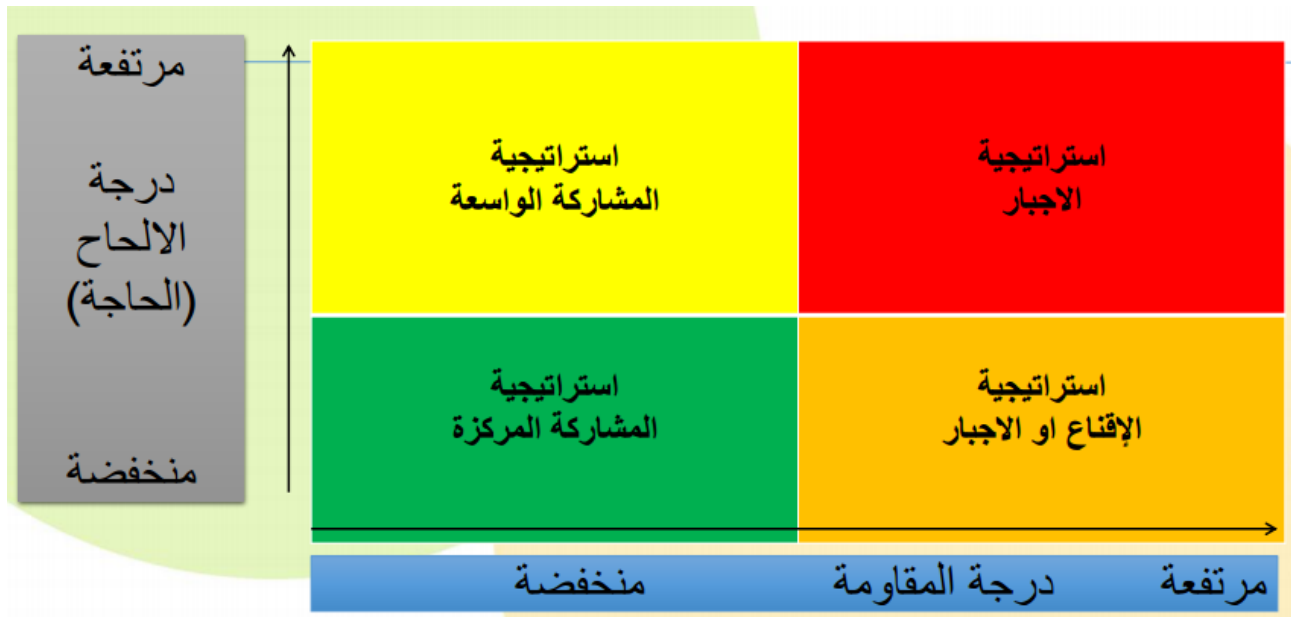 مرتفعة
درجة
الالحاح
(الحاجة)
منخفضة
استراتيجية
الاجبار
استراتيجية
المشاركة الواسعة
استراتيجية
الإقناع او الاجبار
استراتيجية
المشاركة المركزة
مرتفعة درجة المقاومة منخفضة